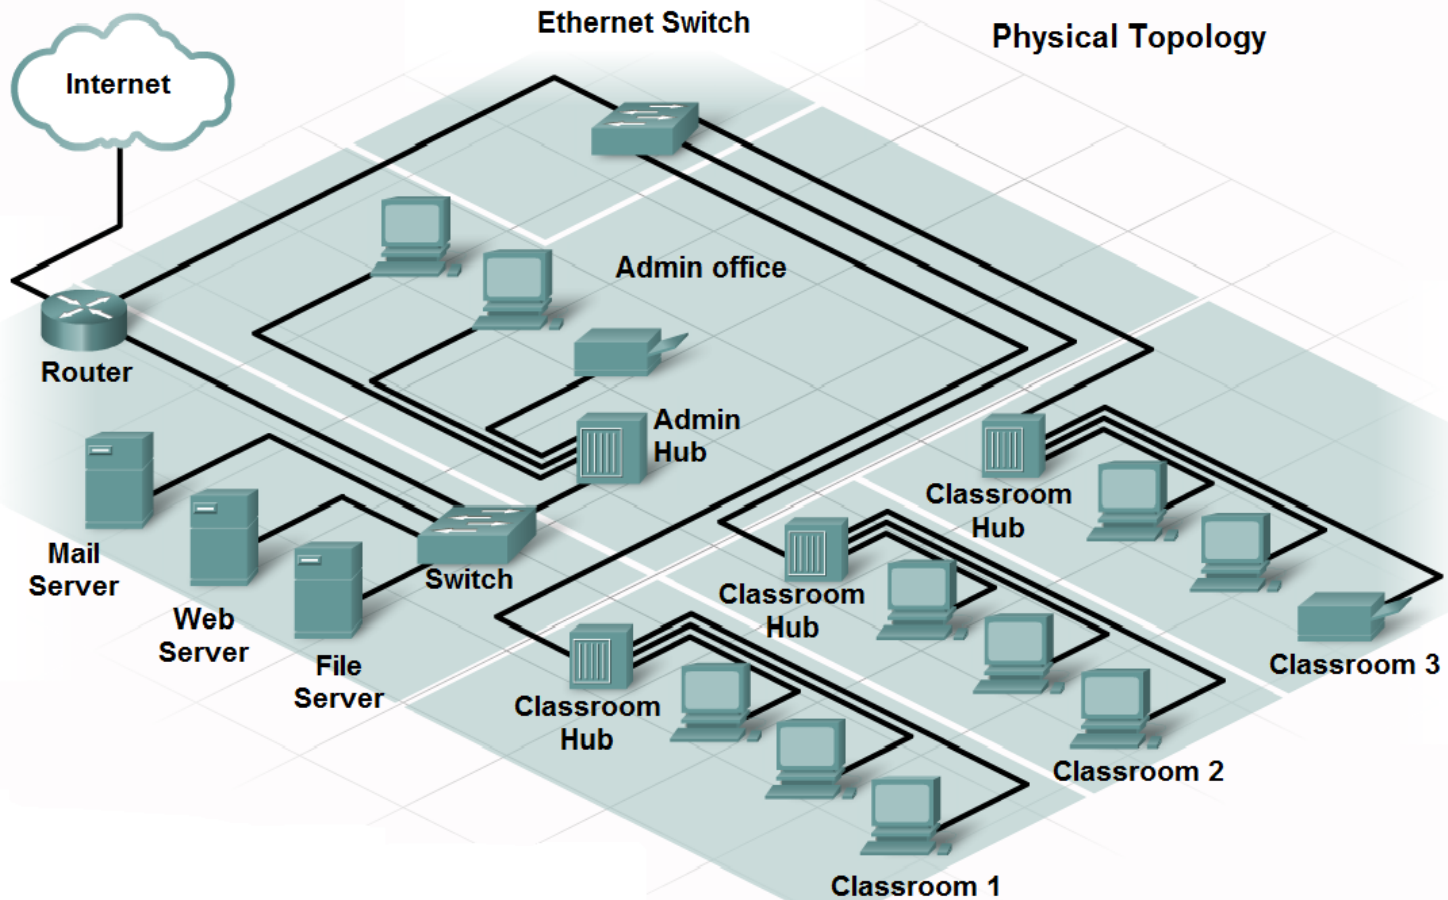 Ethernet Switch
Physical Topology
Internet
Admin office
Router
Admin
Hub
Mail
Server
Web
Server
File
Server
Switch
Classroom
Hub
Classroom
Hub
Classroom
Hub
Classroom 3
Classroom 2
Classroom 1